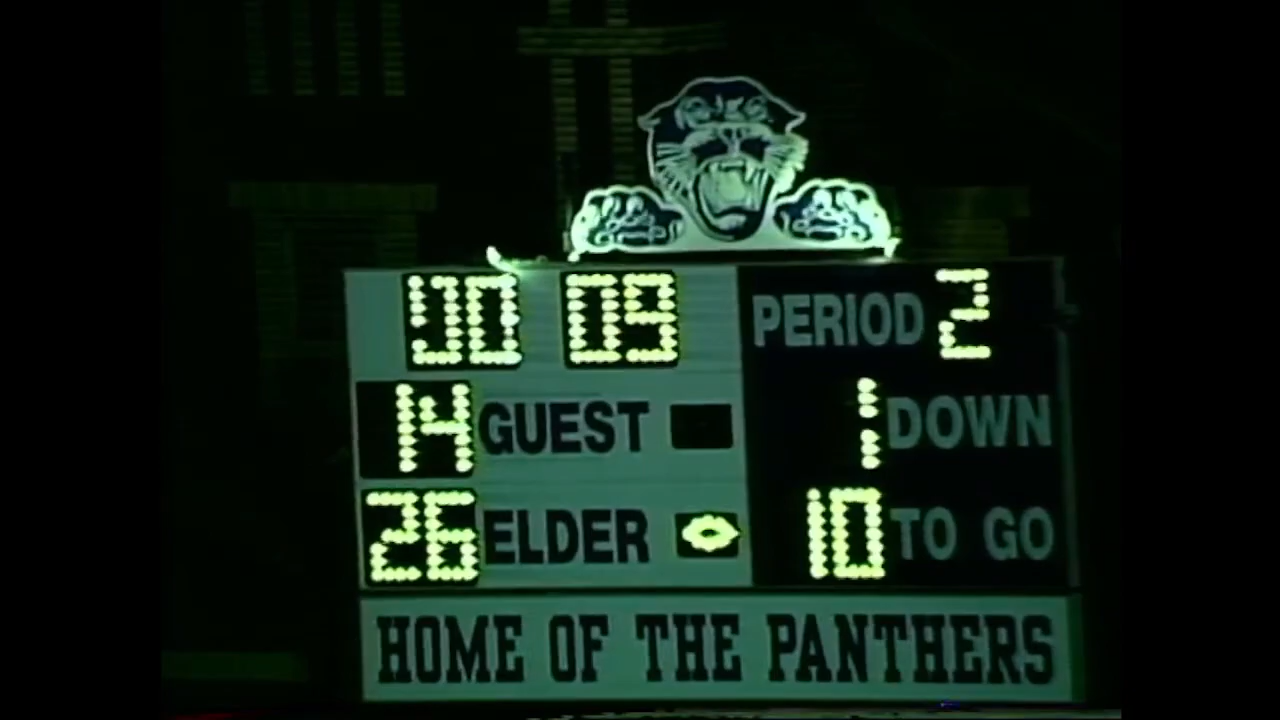 00 09 PERIOD 2
14 GUEST 1 DOWN
26 ELDER 10 TO GO
HOME OF THE PANTHERS